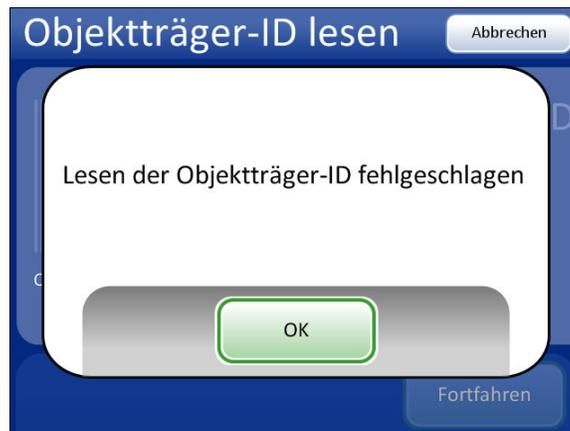 Objektträger-ID lesen
Abbrechen
Lesen der Objektträger-ID fehlgeschlagen
OK
Fortfahren